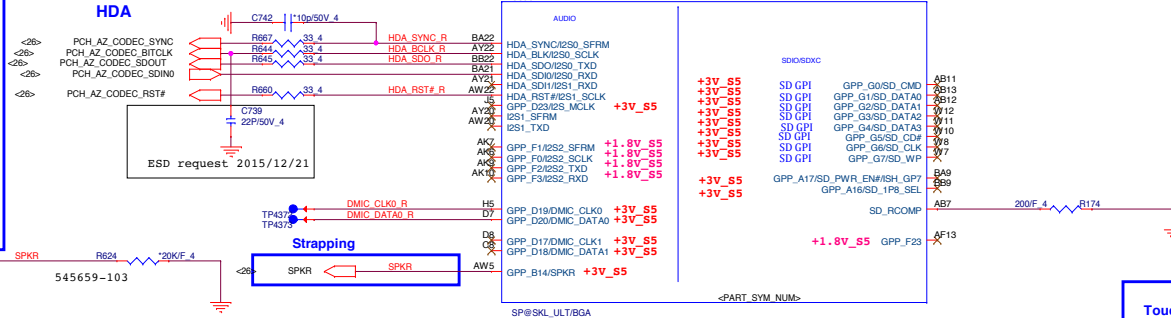 HDA
C742 *10p/50V_4
AUDIO
<26> PCH_AZ_CODEC_SYNC R667 33_4 HDA_SYNC_R BA22 HDA_SYNC/I2S0_SFRM
<26> PCH_AZ_CODEC_BITCLK R644 33_4 HDA_BCLK_R AY22 HDA_BLK/I2S0_SCLK
<26> PCH_AZ_CODEC_SDOUT R645 33_4 HDA_SDO_R BB22 HDA_SDO/I2S0_TXD
<26> PCH_AZ_CODEC_SDIN0 BA21 HDA_SDI0/I2S0_RXD
AY21 HDA_SDI1/I2S1_RXD
<26> PCH_AZ_CODEC_RST# R660 33_4 HDA_RST#_R AW22 HDA_RST#/I2S1_SCLK
J5 GPP_D23/I2S_MCLK +3V_S5
AY20 I2S1_SFRM
AW20 I2S1_TXD
C739
22P/50V_4
ESD request 2015/12/21
AK7 GPP_F1/I2S2_SFRM +1.8V_S5
GPP_F0/I2S2_SCLK +1.8V_S5
AK9 GPP_F2/I2S2_TXD +1.8V_S5
AK10 GPP_F3/I2S2_RXD +1.8V_S5
TP4372 DMIC_CLK0_R H5 GPP_D19/DMIC_CLK0 +3V_S5
TP4373 DMIC_DATA0_R D7 GPP_D20/DMIC_DATA0 +3V_S5
D8 GPP_D17/DMIC_CLK1 +3V_S5
C8 GPP_D18/DMIC_DATA1 +3V_S5
Strapping
<26> SPKR SPKR AW5 GPP_B14/SPKR +3V_S5
SPKR R624 *20K/F_4
545659-103
SDIO/SDXC
+3V_S5 SD GPI GPP_G0/SD_CMD AB11
+3V_S5 SD GPI GPP_G1/SD_DATA0 AB13
+3V_S5 SD GPI GPP_G2/SD_DATA1 AB12
+3V_S5 SD GPI GPP_G3/SD_DATA2 W12
+3V_S5 SD GPI GPP_G4/SD_DATA3 W11
+3V_S5 SD GPI GPP_G5/SD_CD# W10
+3V_S5 SD GPI GPP_G6/SD_CLK W8
+3V_S5 SD GPI GPP_G7/SD_WP W7
+3V_S5 GPP_A17/SD_PWR_EN#/ISH_GP7 BA9
+3V_S5 GPP_A16/SD_1P8_SEL BB9
SD_RCOMP AB7 200/F_4 R174
+1.8V_S5 GPP_F23 AF13
<PART_SYM_NUM>
SP@SKL_ULT/BGA